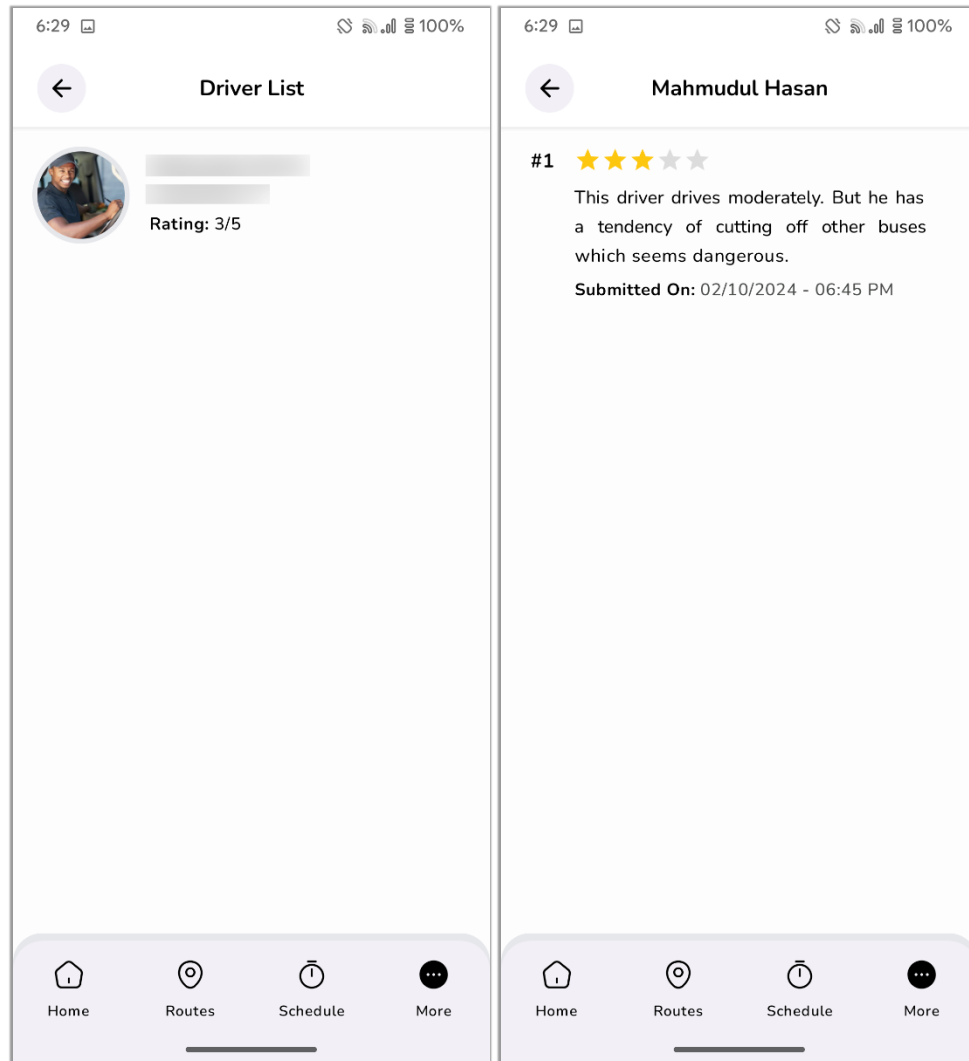 6:29
100%
Driver List
Rating: 3/5
Home
Routes
Schedule
More
6:29
100%
Mahmudul Hasan
#1
This driver drives moderately. But he has
a tendency of cutting off other buses
which seems dangerous.
Submitted On: 02/10/2024 - 06:45 PM
Home
Routes
Schedule
More